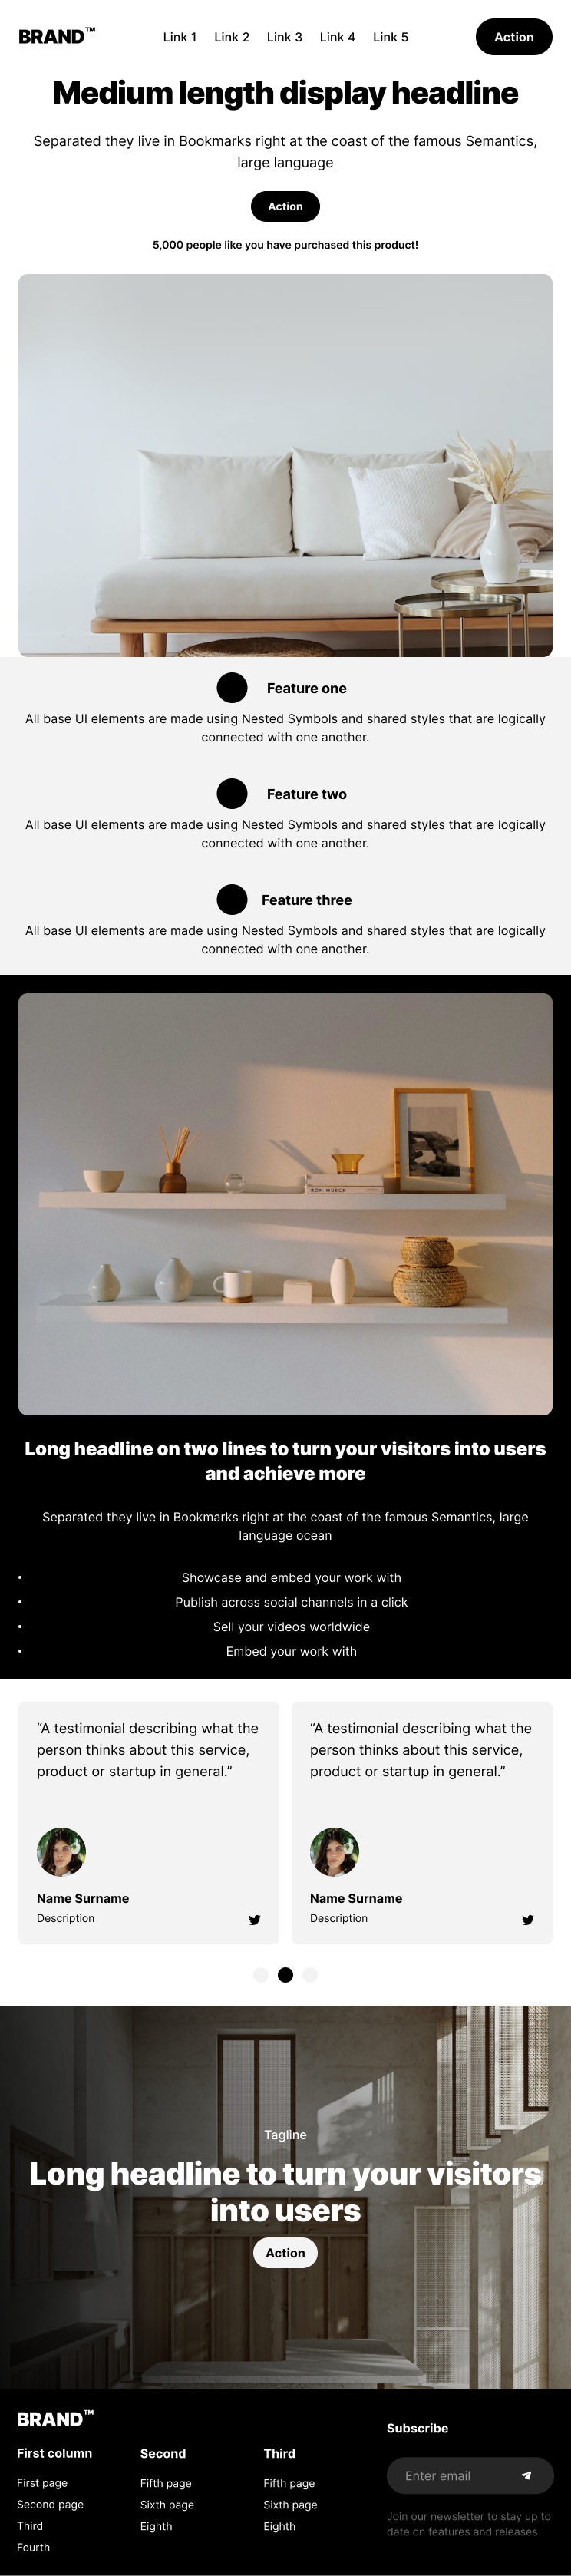 BRAND™
Link 1
Link 2
Link 3
Link 4
Link 5
Action
Medium length display headline
Separated they live in Bookmarks right at the coast of the famous Semantics,
large language
Action
5,000 people like you have purchased this product!
Feature one
All base UI elements are made using Nested Symbols and shared styles that are logically
connected with one another.
Feature two
All base UI elements are made using Nested Symbols and shared styles that are logically
connected with one another.
Feature three
All base UI elements are made using Nested Symbols and shared styles that are logically
connected with one another.
RON MUECK
Long headline on two lines to turn your visitors into users
and achieve more
Separated they live in Bookmarks right at the coast of the famous Semantics, large
language ocean
• Showcase and embed your work with
• Publish across social channels in a click
• Sell your videos worldwide
• Embed your work with
“A testimonial describing what the
person thinks about this service,
product or startup in general.”
Name Surname
Description
“A testimonial describing what the
person thinks about this service,
product or startup in general.”
Name Surname
Description
Tagline
Long headline to turn your visitors
into users
Action
BRAND™
First column
First page
Second page
Third
Fourth
Second
Fifth page
Sixth page
Eighth
Third
Fifth page
Sixth page
Eighth
Subscribe
Enter email
Join our newsletter to stay up to
date on features and releases